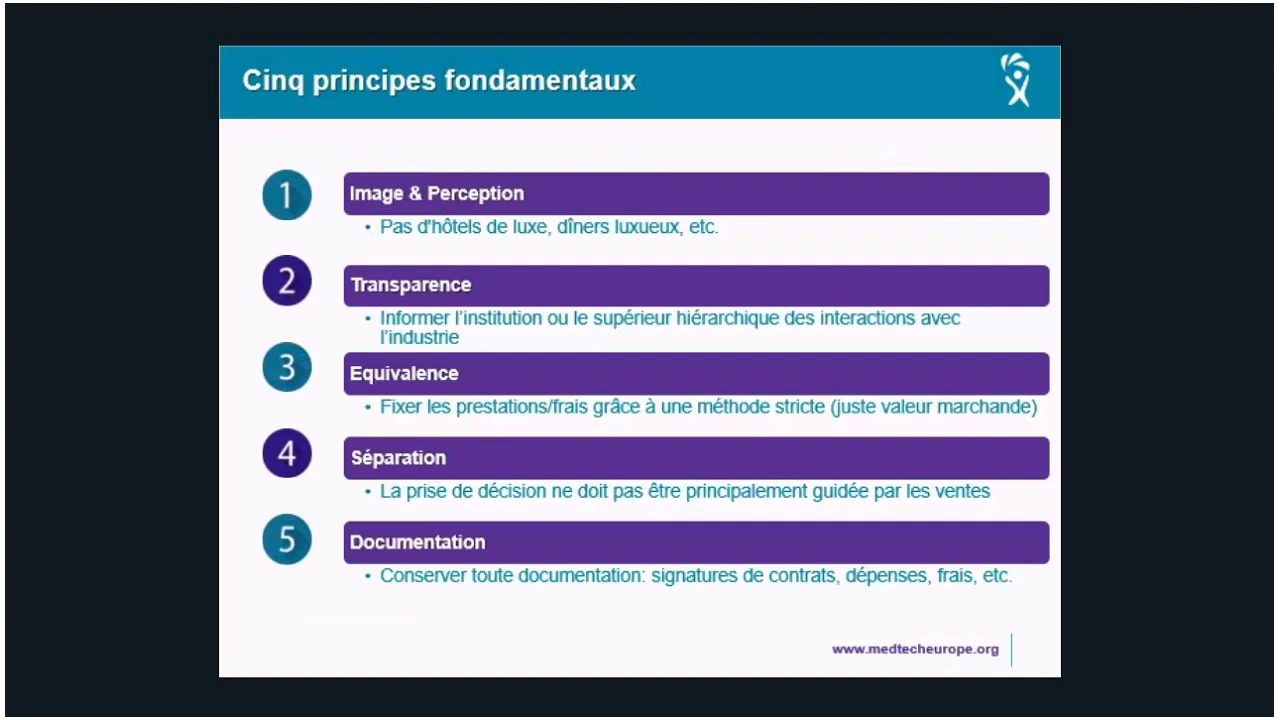 Cinq principes fondamentaux
1
Image & Perception
• Pas d'hôtels de luxe, dîners luxueux, etc.
2
Transparence
• Informer l’institution ou le supérieur hiérarchique des interactions avec
l’industrie
3
Equivalence
• Fixer les prestations/frais grâce à une méthode stricte (juste valeur marchande)
4
Séparation
• La prise de décision ne doit pas être principalement guidée par les ventes
5
Documentation
• Conserver toute documentation: signatures de contrats, dépenses, frais, etc.
www.medtecheurope.org